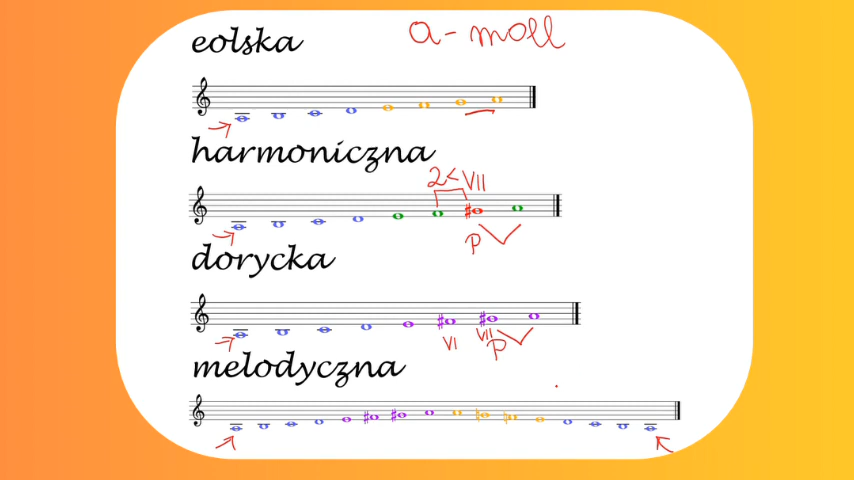 eolska
a-moll
harmoniczna
2< VII
p
dorycka
VI VII p
melodyczna